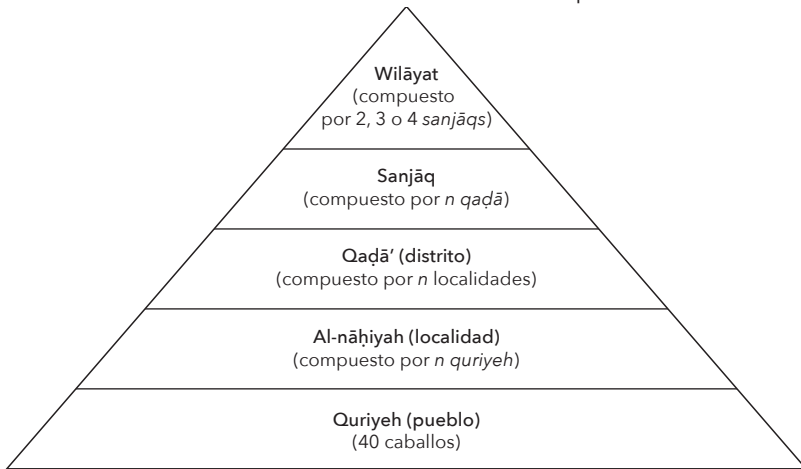 Wilāyat
(compuesto
por 2, 3 o 4 sanjāqs)
Sanjāq
(compuesto por n qaḍā)
Qaḍā’ (distrito)
(compuesto por n localidades)
Al-nāḥiyah (localidad)
(compuesto por n quriyeh)
Quriyeh (pueblo)
(40 caballos)